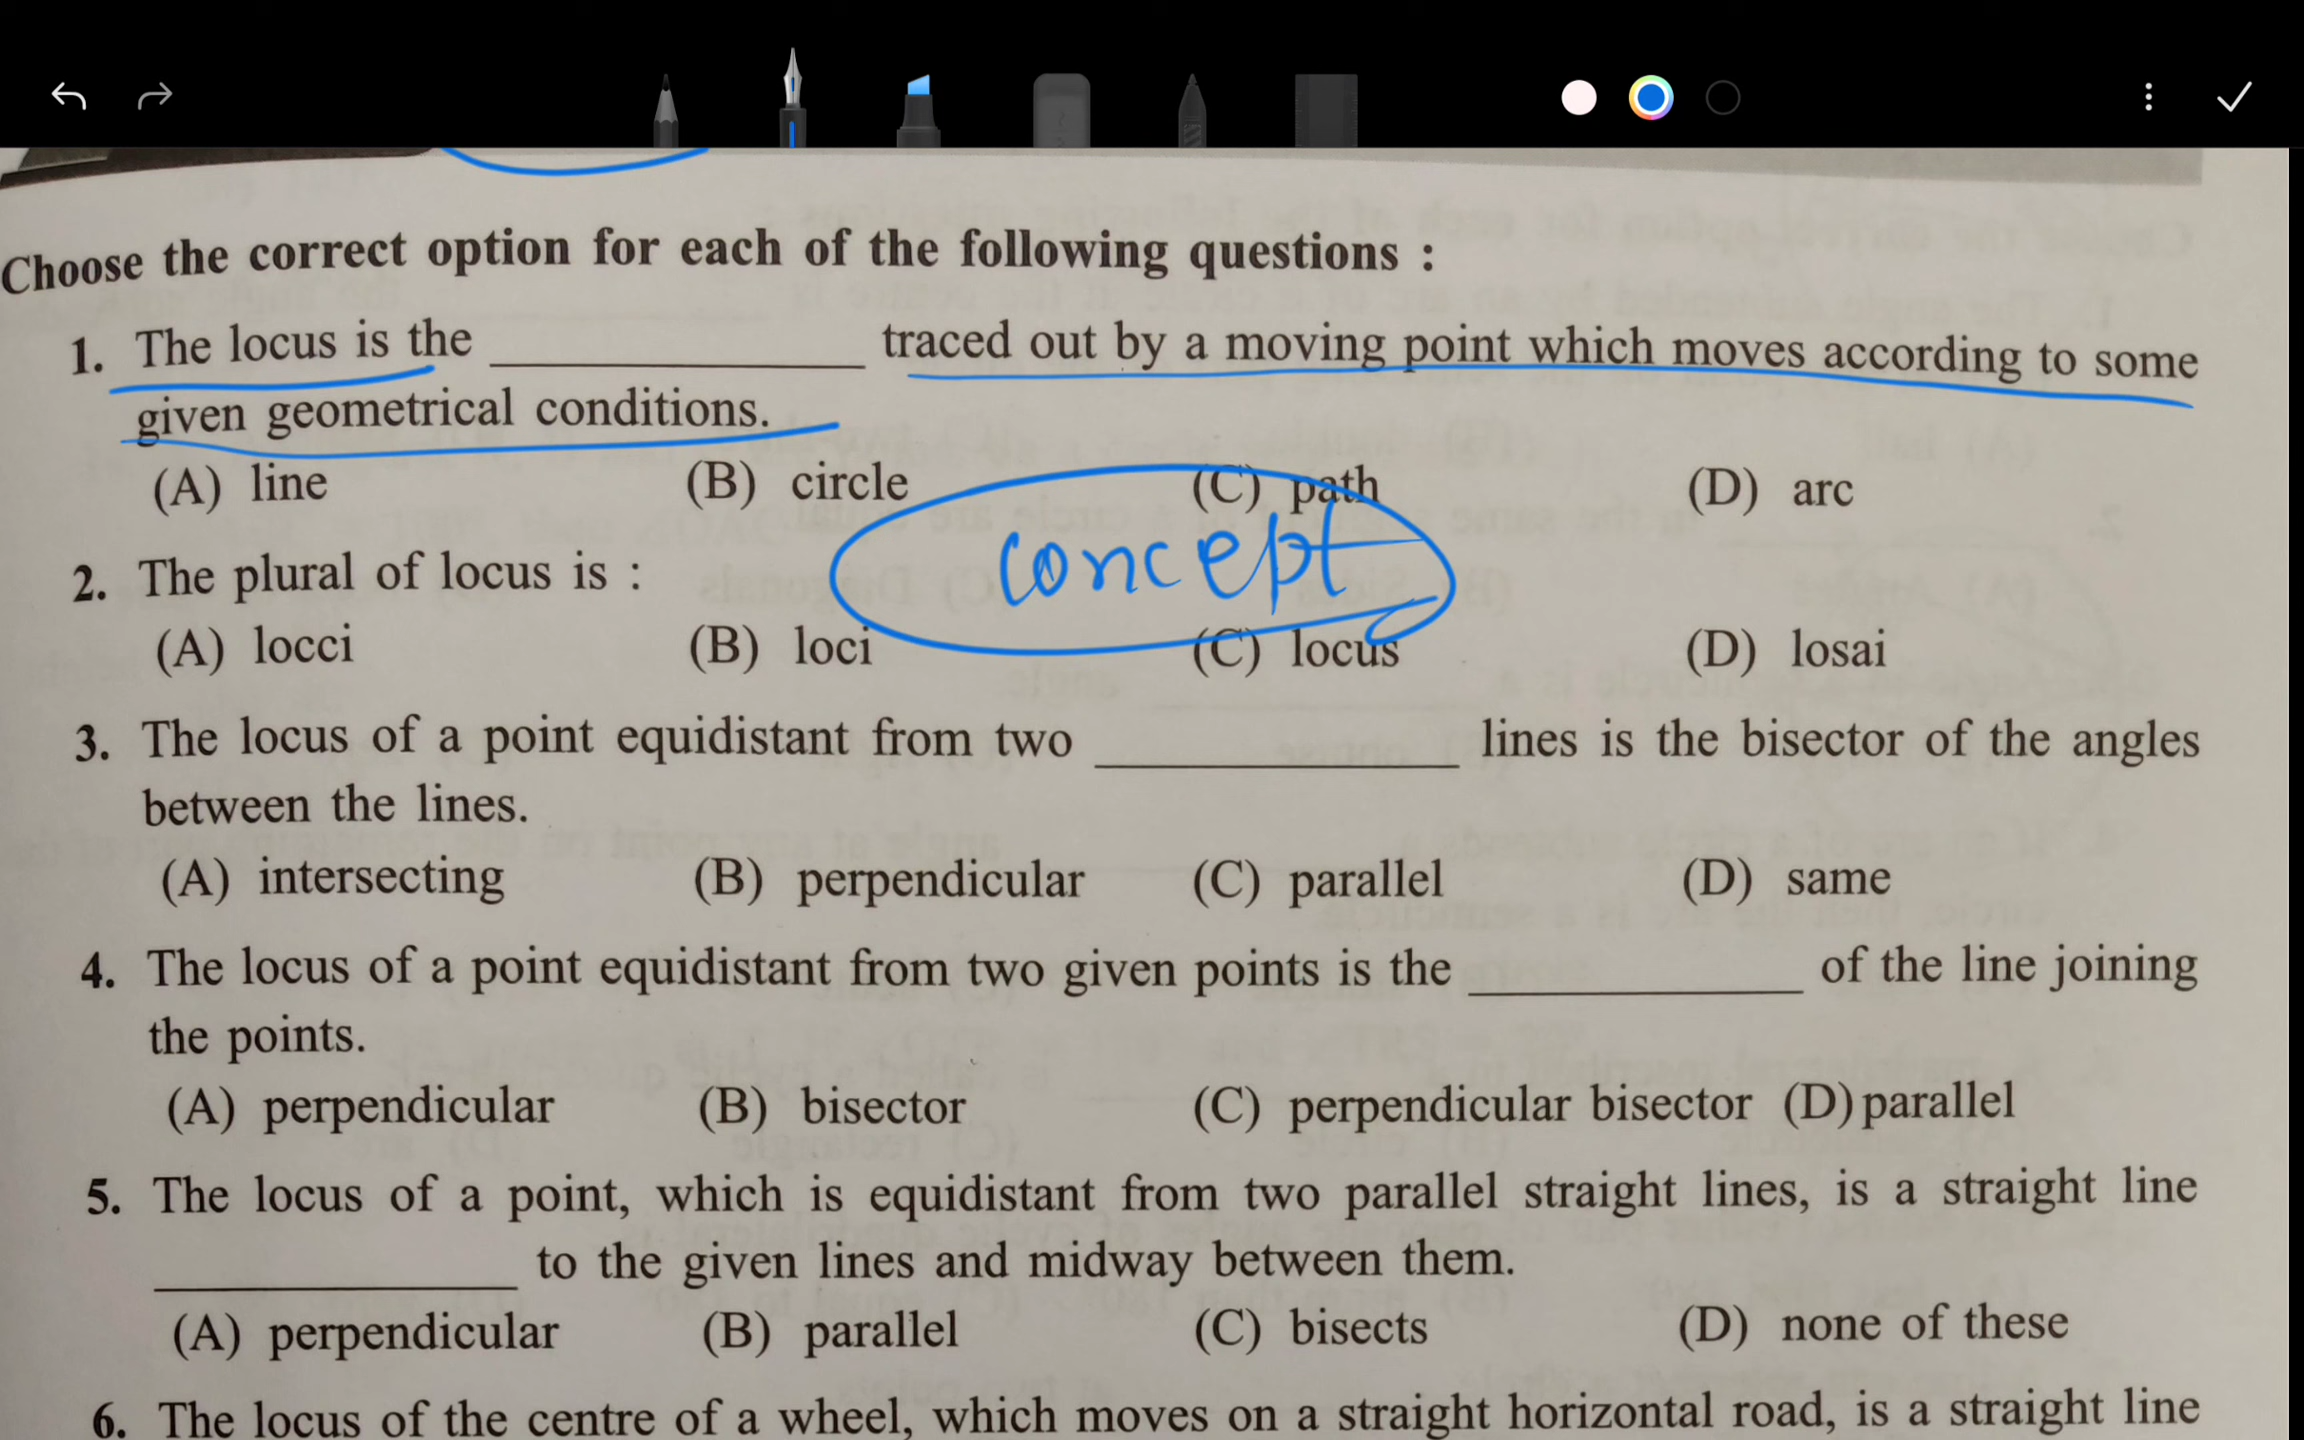 Choose the correct option for each of the following questions :
1. The locus is the ____________ traced out by a moving point which moves according to some
given geometrical conditions.
(A) line (B) circle (C) path (D) arc
concept
2. The plural of locus is :
(A) locci (B) loci (C) locus (D) losai
3. The locus of a point equidistant from two ____________ lines is the bisector of the angles
between the lines.
(A) intersecting (B) perpendicular (C) parallel (D) same
4. The locus of a point equidistant from two given points is the ____________ of the line joining
the points.
(A) perpendicular (B) bisector (C) perpendicular bisector (D) parallel
5. The locus of a point, which is equidistant from two parallel straight lines, is a straight line
____________ to the given lines and midway between them.
(A) perpendicular (B) parallel (C) bisects (D) none of these
6. The locus of the centre of a wheel, which moves on a straight horizontal road, is a straight line